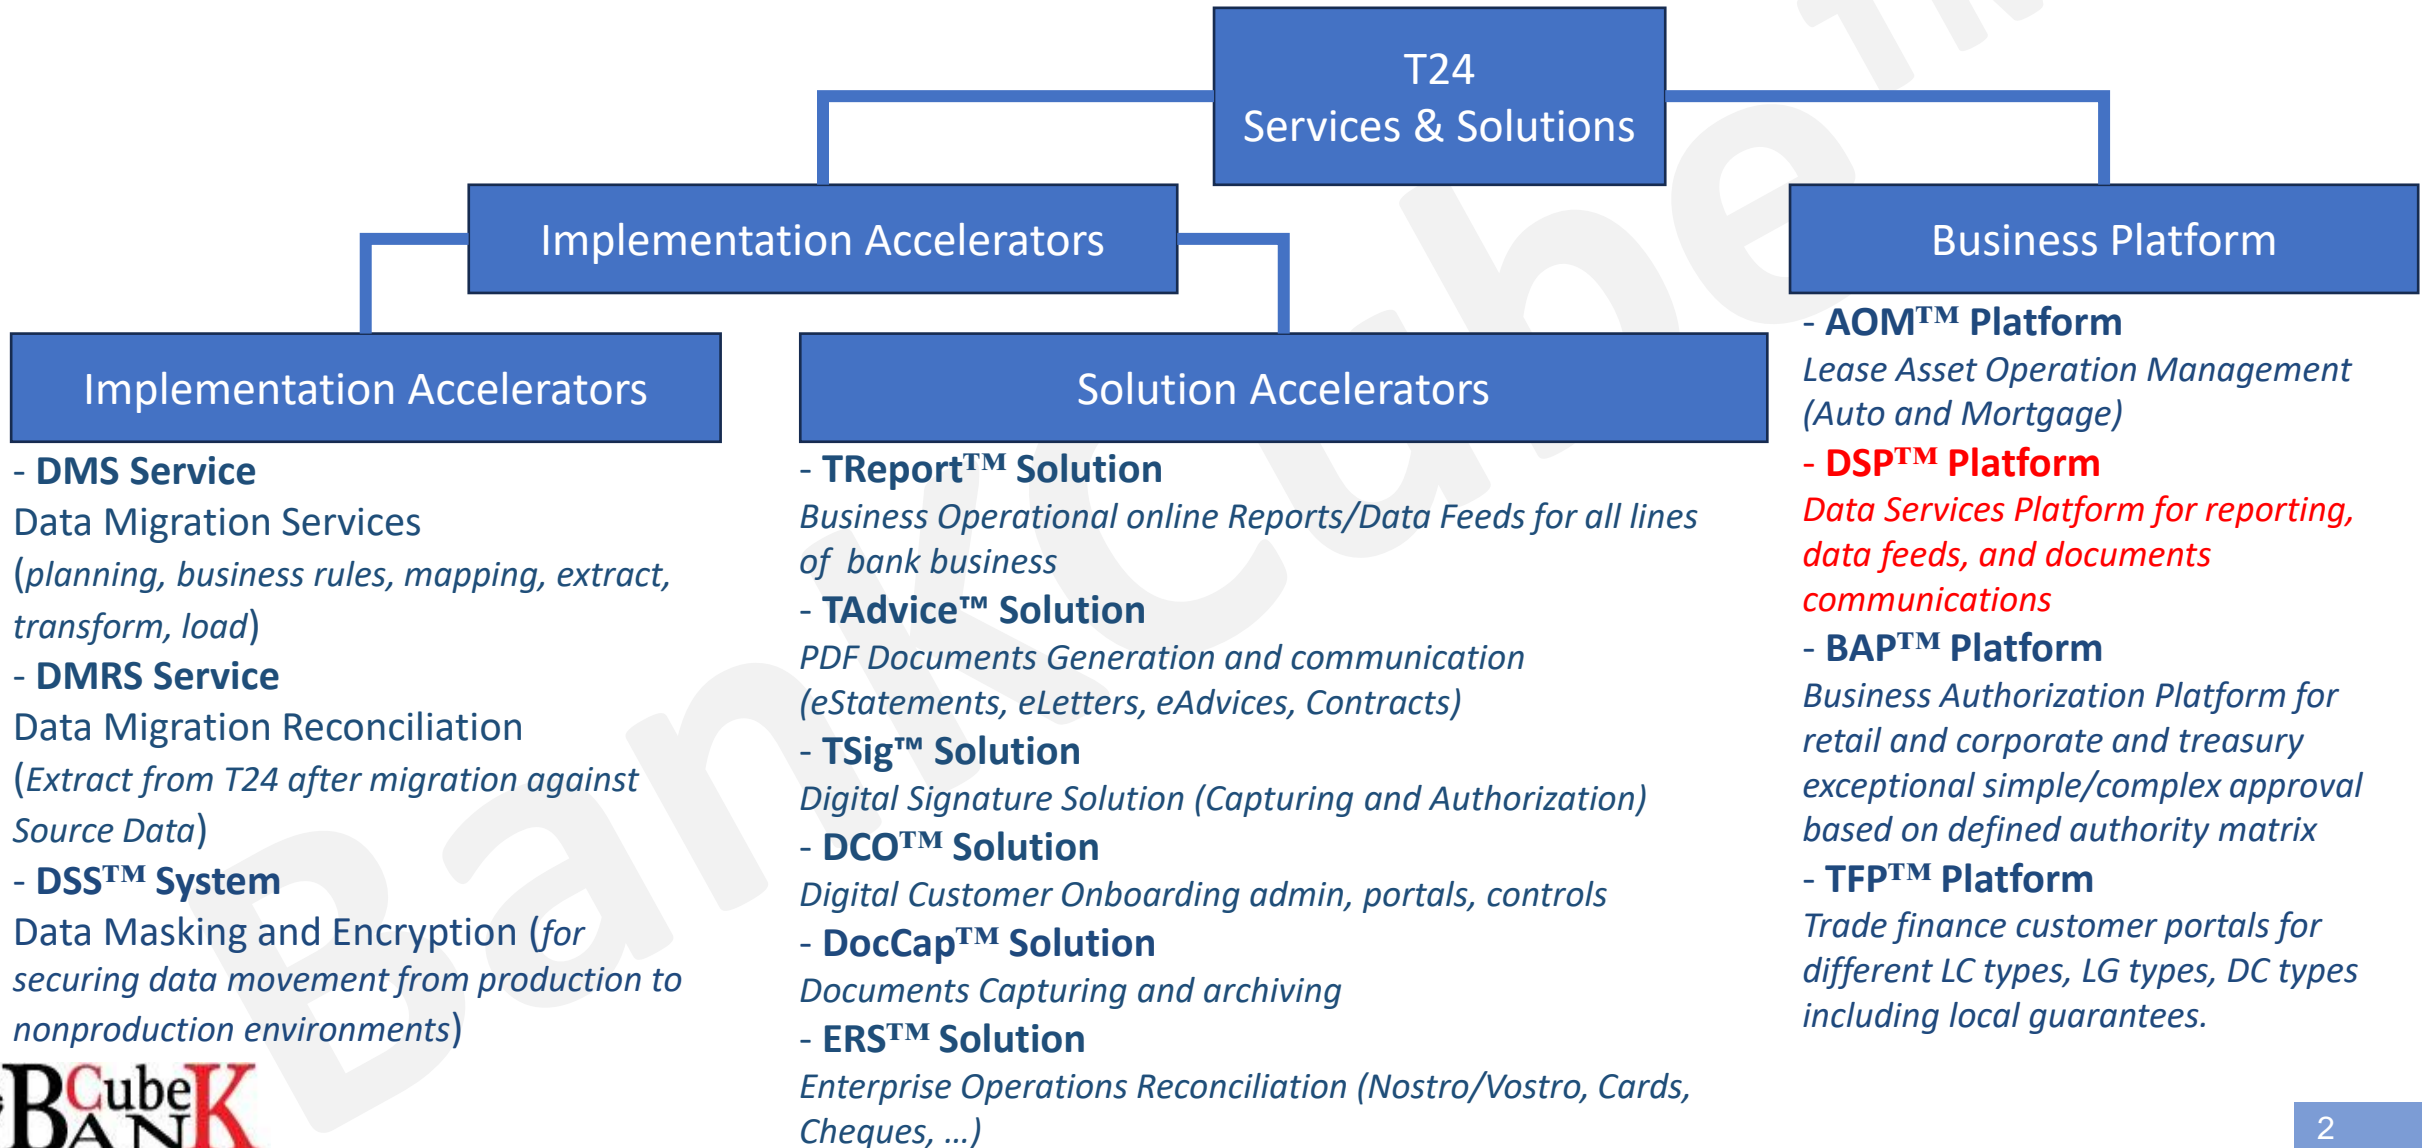 T24
Services & Solutions
Implementation Accelerators
Business Platform
Implementation Accelerators
- DMS Service
Data Migration Services
(planning, business rules, mapping, extract,
transform, load)
- DMRS Service
Data Migration Reconciliation
(Extract from T24 after migration against
Source Data)
- DSS™ System
Data Masking and Encryption (for
securing data movement from production to
nonproduction environments)
Solution Accelerators
- TReport™ Solution
Business Operational online Reports/Data Feeds for all lines
of bank business
- TAdvice™ Solution
PDF Documents Generation and communication
(eStatements, eLetters, eAdvices, Contracts)
- TSig™ Solution
Digital Signature Solution (Capturing and Authorization)
- DCO™ Solution
Digital Customer Onboarding admin, portals, controls
- DocCap™ Solution
Documents Capturing and archiving
- ERS™ Solution
Enterprise Operations Reconciliation (Nostro/Vostro, Cards,
Cheques, ...)
- AOM™ Platform
Lease Asset Operation Management
(Auto and Mortgage)
- DSP™ Platform
Data Services Platform for reporting,
data feeds, and documents
communications
- BAP™ Platform
Business Authorization Platform for
retail and corporate and treasury
exceptional simple/complex approval
based on defined authority matrix
- TFP™ Platform
Trade finance customer portals for
different LC types, LG types, DC types
including local guarantees.
BanKCube™
BCubeK
BANK
2